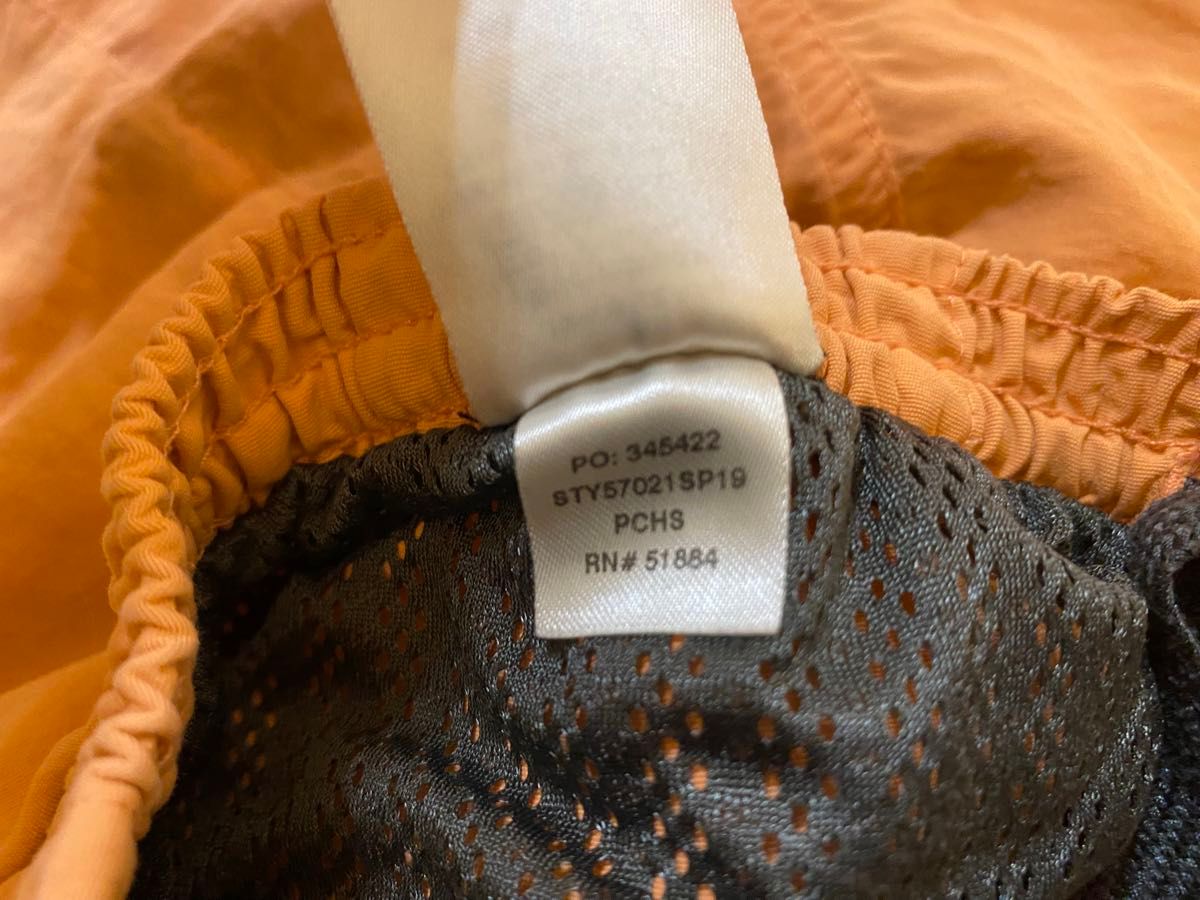 PO: 345422
STY57021SP19
PCHS
RN# 51884